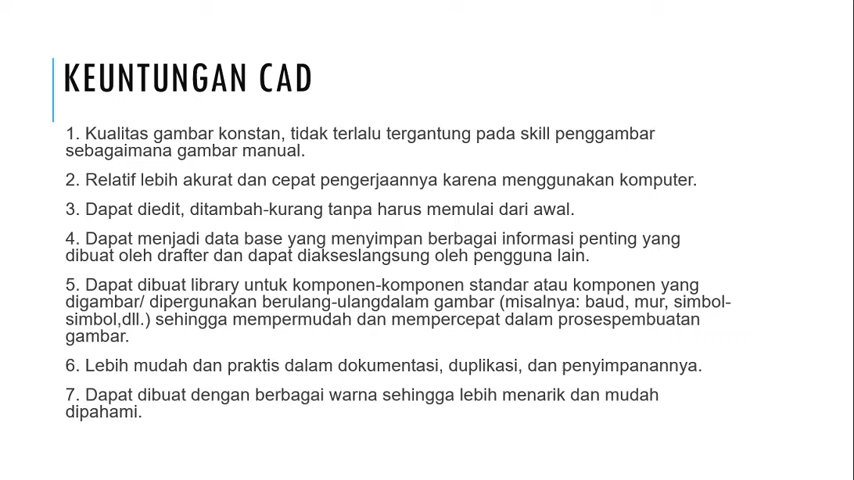 KEUNTUNGAN CAD
1. Kualitas gambar konstan, tidak terlalu tergantung pada skill penggambar
sebagaimana gambar manual.
2. Relatif lebih akurat dan cepat pengerjaannya karena menggunakan komputer.
3. Dapat diedit, ditambah-kurang tanpa harus memulai dari awal.
4. Dapat menjadi data base yang menyimpan berbagai informasi penting yang
dibuat oleh drafter dan dapat diakseslangsung oleh pengguna lain.
5. Dapat dibuat library untuk komponen-komponen standar atau komponen yang
digambar/ dipergunakan berulang-ulangdalam gambar (misalnya: baud, mur, simbol-
simbol,dll.) sehingga mempermudah dan mempercepat dalam prosespembuatan
gambar.
6. Lebih mudah dan praktis dalam dokumentasi, duplikasi, dan penyimpanannya.
7. Dapat dibuat dengan berbagai warna sehingga lebih menarik dan mudah
dipahami.